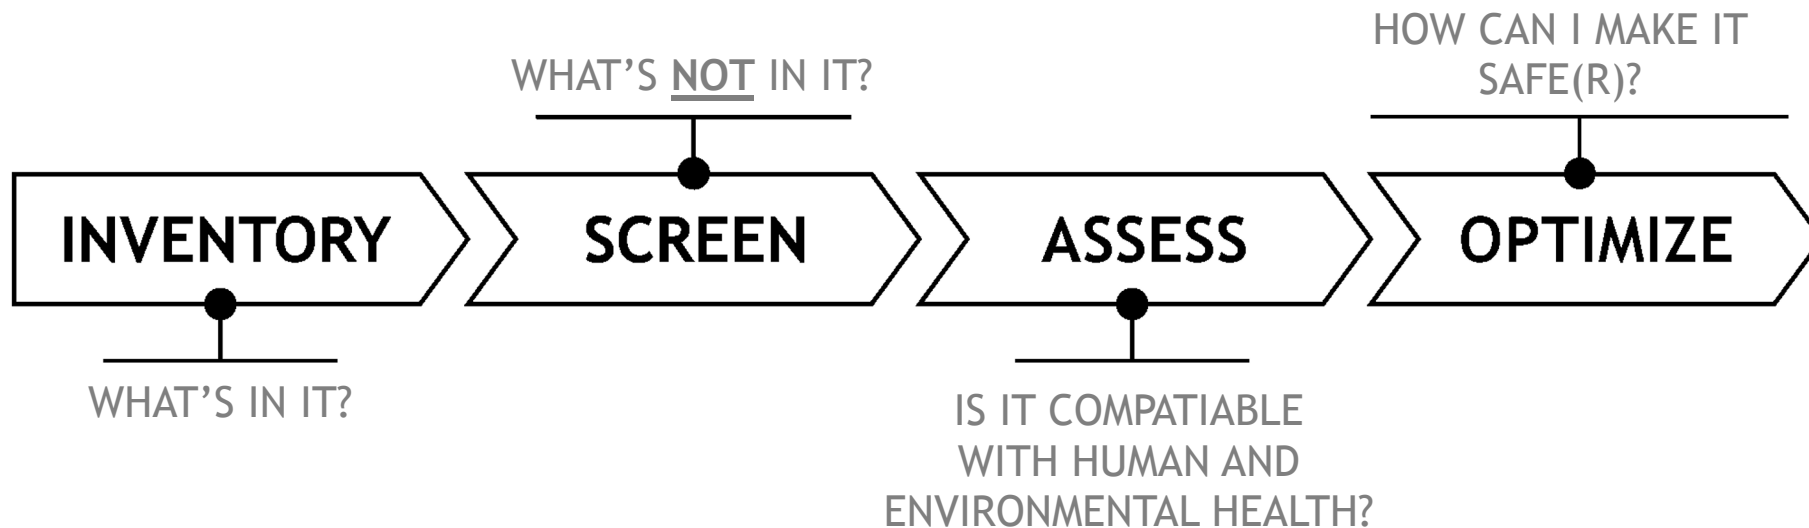 HOW CAN I MAKE IT
SAFE(R)?
WHAT’S NOT IN IT?
INVENTORY
SCREEN
ASSESS
OPTIMIZE
WHAT’S IN IT?
IS IT COMPATIABLE
WITH HUMAN AND
ENVIRONMENTAL HEALTH?